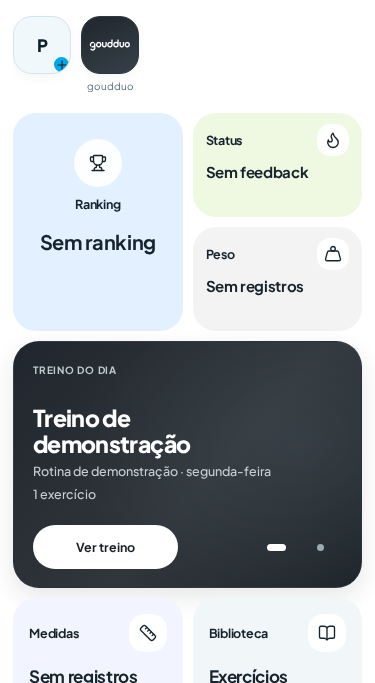 P
goudduo
goudduo
Ranking
Sem ranking
Status
Sem feedback
Peso
Sem registros
TREINO DO DIA
Treino de
demonstração
Rotina de demonstração · segunda-feira
1 exercício
Ver treino
Medidas
Sem registros
Biblioteca
Exercícios